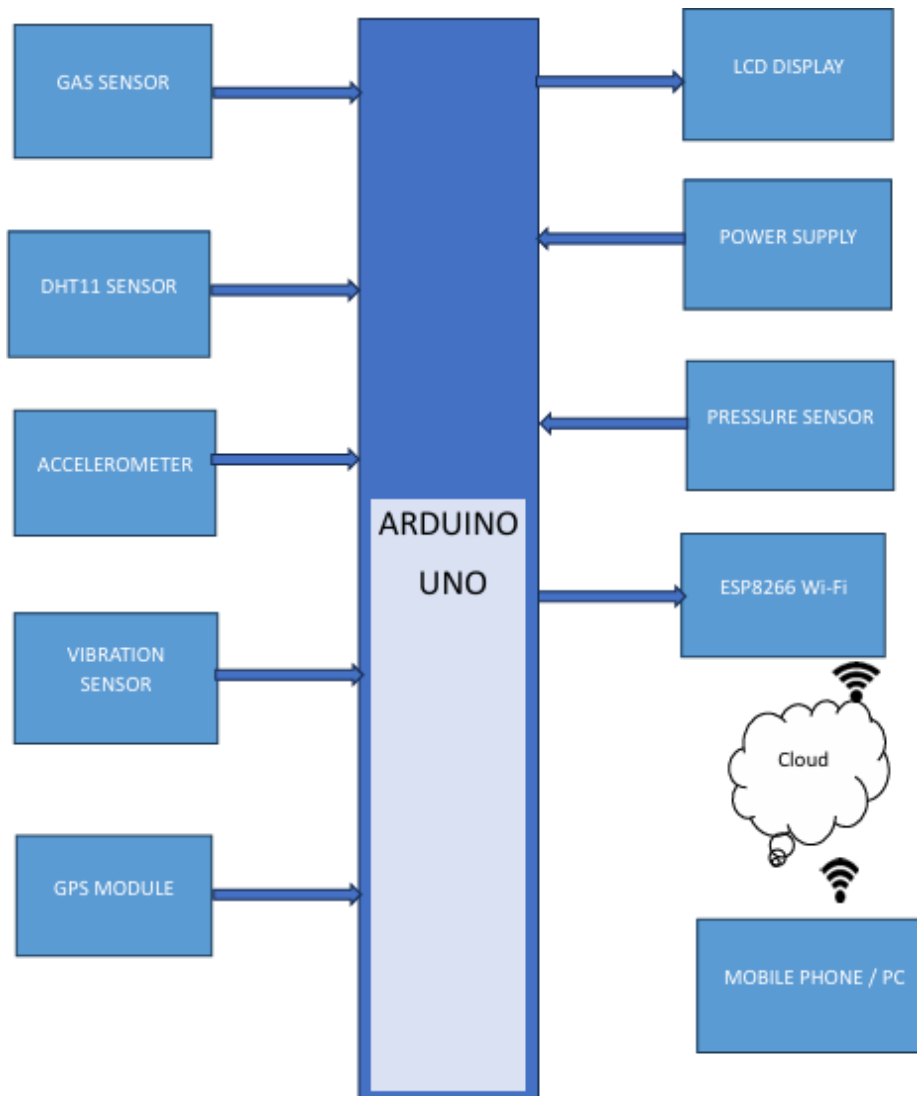 GAS SENSOR
DHT11 SENSOR
ACCELEROMETER
VIBRATION
SENSOR
GPS MODULE
ARDUINO
UNO
LCD DISPLAY
POWER SUPPLY
PRESSURE SENSOR
ESP8266 Wi-Fi
Cloud
MOBILE PHONE / PC